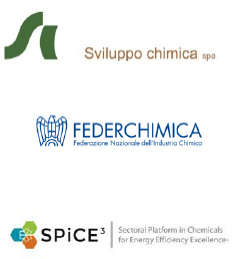 Sviluppo chimica spa
FEDERCHIMICA
Federazione Nazionale dell'Industria Chimica
SPiCE³
Sectoral Platform in Chemicals
for Energy Efficiency Excellence